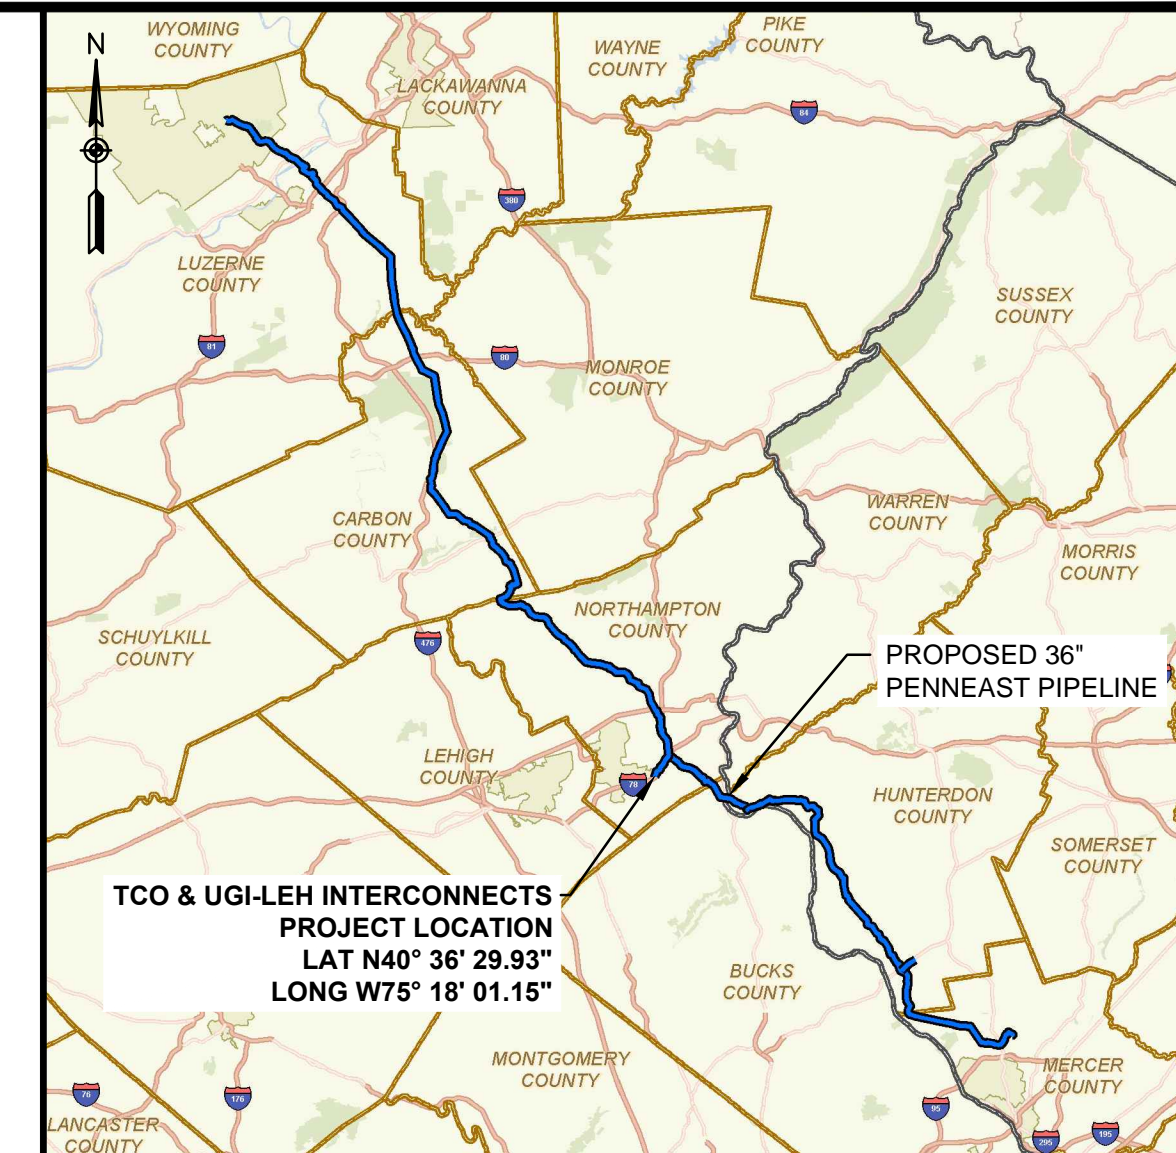 WYOMING
COUNTY
PIKE
COUNTY
N
WAYNE
COUNTY
LACKAWANNA
COUNTY
84
380
LUZERNE
COUNTY
SUSSEX
COUNTY
81
80
MONROE
COUNTY
WARREN
COUNTY
CARBON
COUNTY
MORRIS
COUNTY
NORTHAMPTON
COUNTY
SCHUYLKILL
COUNTY
476
PROPOSED 36"
PENNEAST PIPELINE
LEHIGH
COUNTY
78
HUNTERDON
COUNTY
SOMERSET
COUNTY
TCO & UGI-LEH INTERCONNECTS
PROJECT LOCATION
LAT N40° 36' 29.93"
LONG W75° 18' 01.15"
BUCKS
COUNTY
MONTGOMERY
COUNTY
MERCER
COUNTY
76
176
95
195
295
LANCASTER
COUNTY